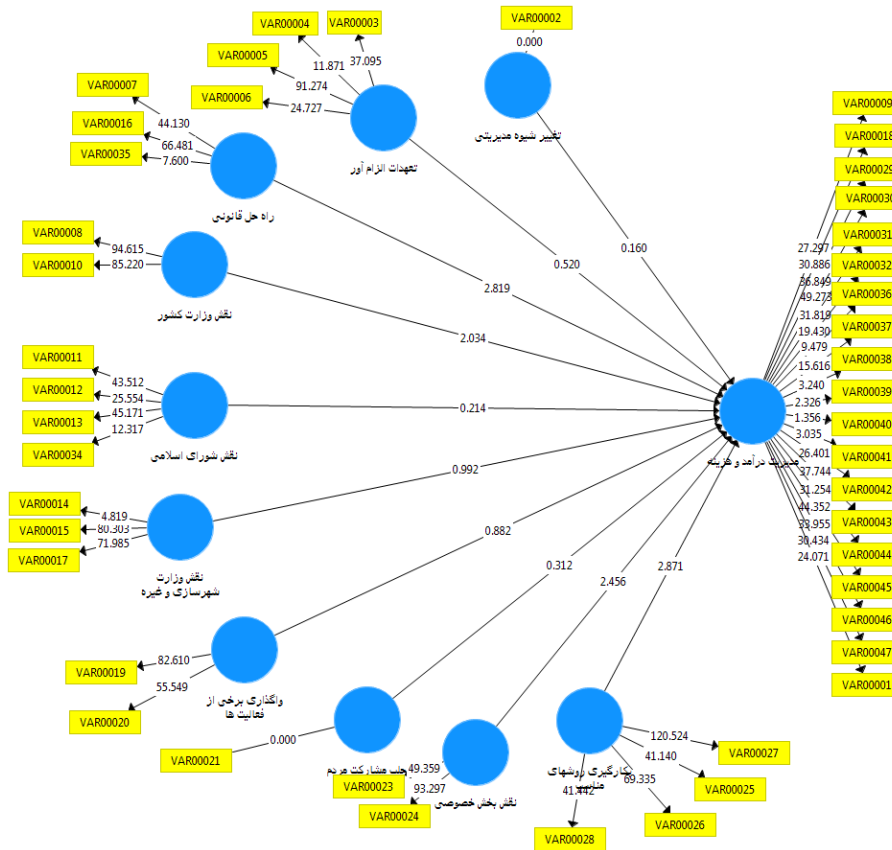 VAR00002
0.000
تغییر شیوه مدیریتی
0.160
VAR00004
VAR00003
VAR00005
VAR00006
11.871
37.095
91.274
24.727
تعهدات الزام آور
0.520
VAR00007
VAR00016
VAR00035
44.130
66.481
7.600
راه حل قانونی
2.819
VAR00008
VAR00010
94.615
85.220
نقش وزارت کشور
2.034
VAR00011
VAR00012
VAR00013
VAR00034
43.512
25.554
45.171
12.317
نقش شورای اسلامی
0.214
VAR00014
VAR00015
VAR00017
4.819
80.303
71.985
نقش وزارت
شهرسازی و غیره
0.992
VAR00019
VAR00020
82.610
55.549
واگذاری برخی از
فعالیت ها
0.882
VAR00021
0.000
مشارکت مردم
0.312
VAR00023
VAR00024
49.359
93.297
نقش بخش خصوصی
2.456
VAR00027
VAR00025
VAR00026
VAR00028
120.524
41.140
69.335
41.442
بکارگیری روشهای
2.871
مدیریت درآمد و هزینه
27.297
30.886
36.849
49.273
31.819
19.430
9.479
15.616
3.240
2.326
1.356
3.035
26.401
37.744
31.254
44.352
33.955
30.434
24.071
VAR00009
VAR00018
VAR00029
VAR00030
VAR00031
VAR00032
VAR00036
VAR00037
VAR00038
VAR00039
VAR00040
VAR00041
VAR00042
VAR00043
VAR00044
VAR00045
VAR00046
VAR00047
VAR00001